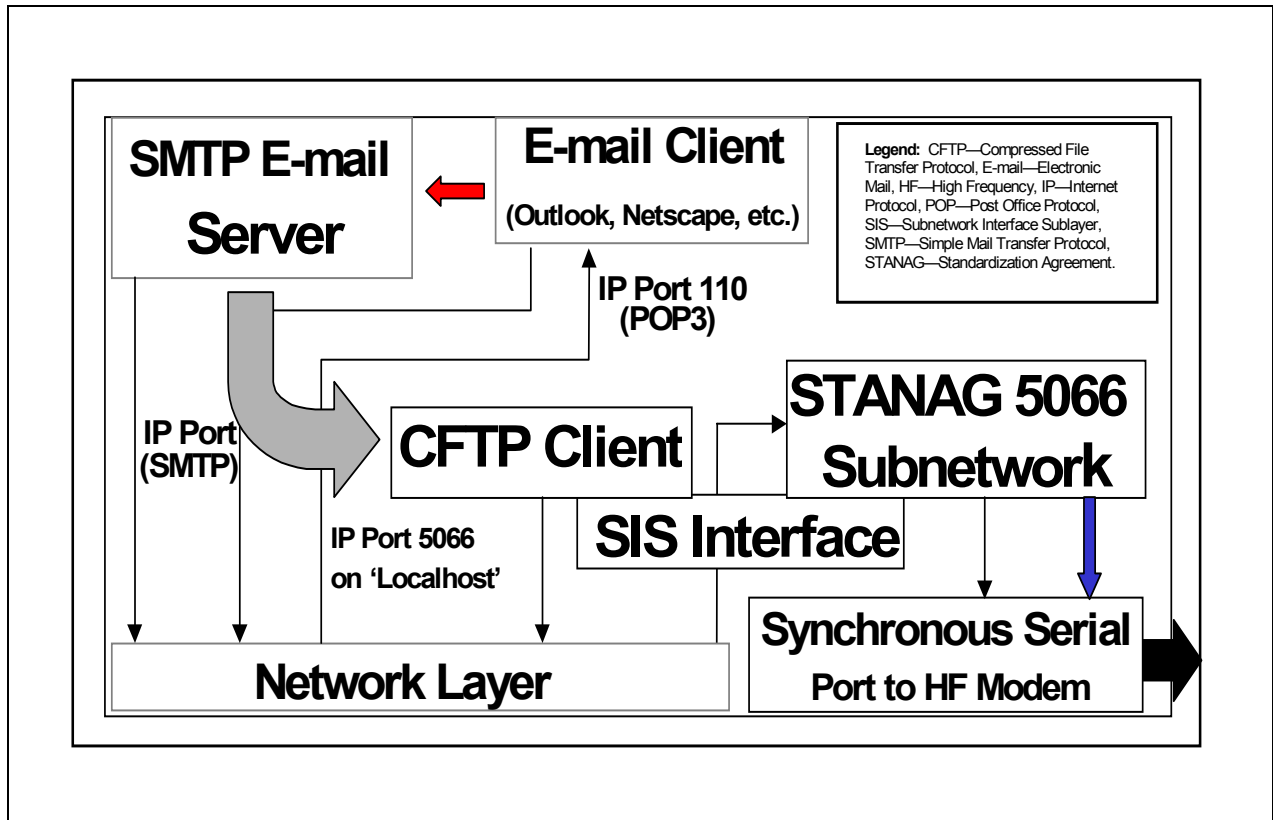 SMTP E-mail
Server
E-mail Client
(Outlook, Netscape, etc.)
Legend: CFTP—Compressed File
Transfer Protocol, E-mail—Electronic
Mail, HF—High Frequency, IP—Internet
Protocol, POP—Post Office Protocol,
SIS—Subnetwork Interface Sublayer,
SMTP—Simple Mail Transfer Protocol,
STANAG—Standardization Agreement.
IP Port 110
(POP3)
IP Port
(SMTP)
CFTP Client
STANAG 5066
Subnetwork
IP Port 5066
on ‘Localhost’
SIS Interface
Network Layer
Synchronous Serial
Port to HF Modem